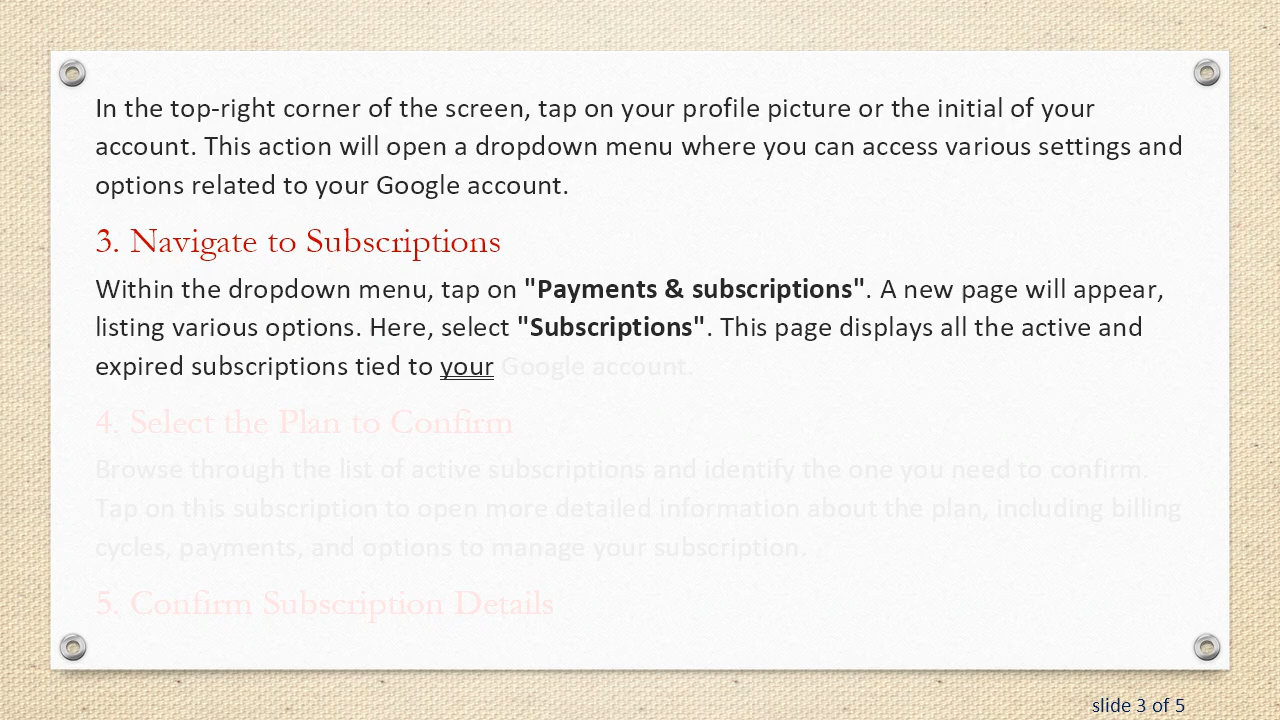 In the top-right corner of the screen, tap on your profile picture or the initial of your
account. This action will open a dropdown menu where you can access various settings and
options related to your Google account.
3. Navigate to Subscriptions
Within the dropdown menu, tap on "Payments & subscriptions". A new page will appear,
listing various options. Here, select "Subscriptions". This page displays all the active and
expired subscriptions tied to your Google account.
4. Select the Plan to Confirm
Browse through the list of active subscriptions and identify the one you need to confirm.
Tap on this subscription to open more detailed information about the plan, including billing
cycles, payments, and options to manage your subscription.
5. Confirm Subscription Details
slide 3 of 5